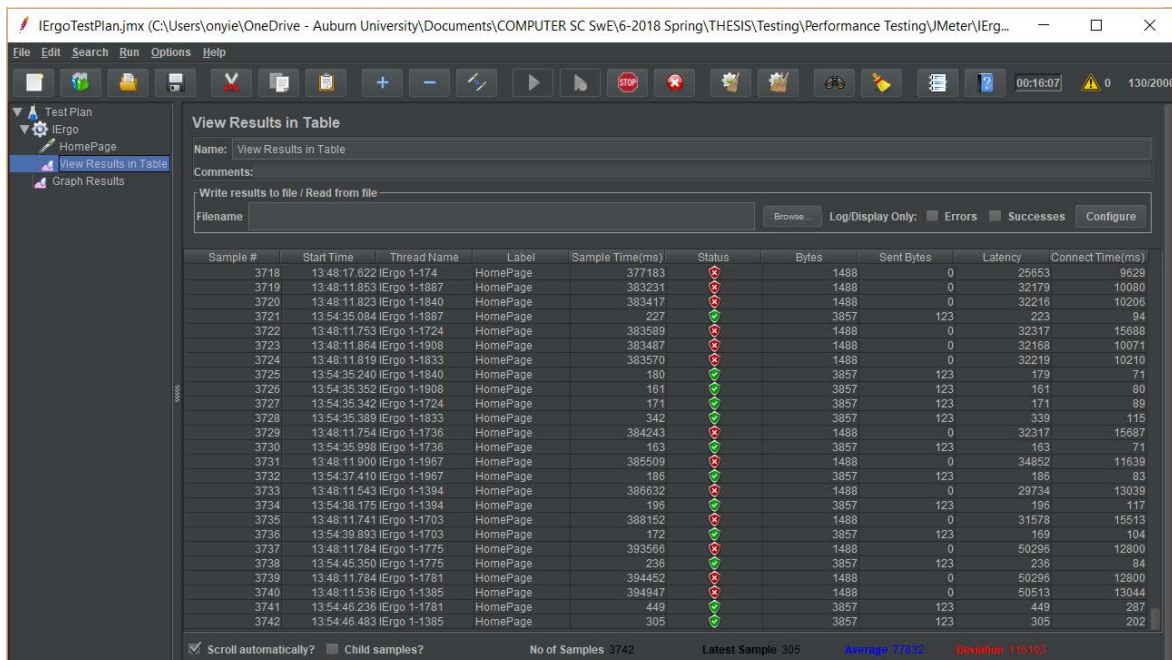 IErgoTestPlan.jmx (C:\Users\onyie\OneDrive - Auburn University\Documents\COMPUTER SC SwE\6-2018 Spring\THESIS\Testing\Performance Testing\JMeter\IErg...
File Edit Search Run Options Help
STOP 00:16:07 0 130/2000
Test Plan
IErgo
HomePage
View Results in Table
Graph Results
View Results in Table
Name: View Results in Table
Comments:
Write results to file / Read from file
Filename Browse... Log/Display Only: Errors Successes Configure
Sample # Start Time Thread Name Label Sample Time(ms) Status Bytes Sent Bytes Latency Connect Time(ms)
3718 13:48:17.622 IErgo 1-174 HomePage 377183 1488 0 25653 9629
3719 13:48:11.853 IErgo 1-1887 HomePage 383231 1488 0 32179 10080
3720 13:48:11.823 IErgo 1-1840 HomePage 383417 1488 0 32216 10206
3721 13:54:35.084 IErgo 1-1887 HomePage 227 3857 123 223 94
3722 13:48:11.753 IErgo 1-1724 HomePage 383589 1488 0 32317 15688
3723 13:48:11.864 IErgo 1-1908 HomePage 383487 1488 0 32168 10071
3724 13:48:11.819 IErgo 1-1833 HomePage 383570 1488 0 32219 10210
3725 13:54:35.240 IErgo 1-1840 HomePage 180 3857 123 179 71
3726 13:54:35.352 IErgo 1-1908 HomePage 161 3857 123 161 80
3727 13:54:35.342 IErgo 1-1724 HomePage 171 3857 123 171 89
3728 13:54:35.389 IErgo 1-1833 HomePage 342 3857 123 339 115
3729 13:48:11.754 IErgo 1-1736 HomePage 384243 1488 0 32317 15687
3730 13:54:35.998 IErgo 1-1736 HomePage 163 3857 123 163 71
3731 13:48:11.900 IErgo 1-1967 HomePage 385509 1488 0 34852 11639
3732 13:54:37.410 IErgo 1-1967 HomePage 186 3857 123 186 83
3733 13:48:11.543 IErgo 1-1394 HomePage 386632 1488 0 29734 13039
3734 13:54:38.175 IErgo 1-1394 HomePage 196 3857 123 196 117
3735 13:48:11.741 IErgo 1-1703 HomePage 388152 1488 0 31578 15513
3736 13:54:39.893 IErgo 1-1703 HomePage 172 3857 123 169 104
3737 13:48:11.784 IErgo 1-1775 HomePage 393566 1488 0 50296 12800
3738 13:54:45.350 IErgo 1-1775 HomePage 236 3857 123 236 84
3739 13:48:11.784 IErgo 1-1781 HomePage 394452 1488 0 50296 12800
3740 13:48:11.536 IErgo 1-1385 HomePage 394947 1488 0 50513 13044
3741 13:54:46.236 IErgo 1-1781 HomePage 449 3857 123 449 287
3742 13:54:46.483 IErgo 1-1385 HomePage 305 3857 123 305 202
Scroll automatically? Child samples? No of Samples 3742 Latest Sample 305 Average 77832 Deviation 116103